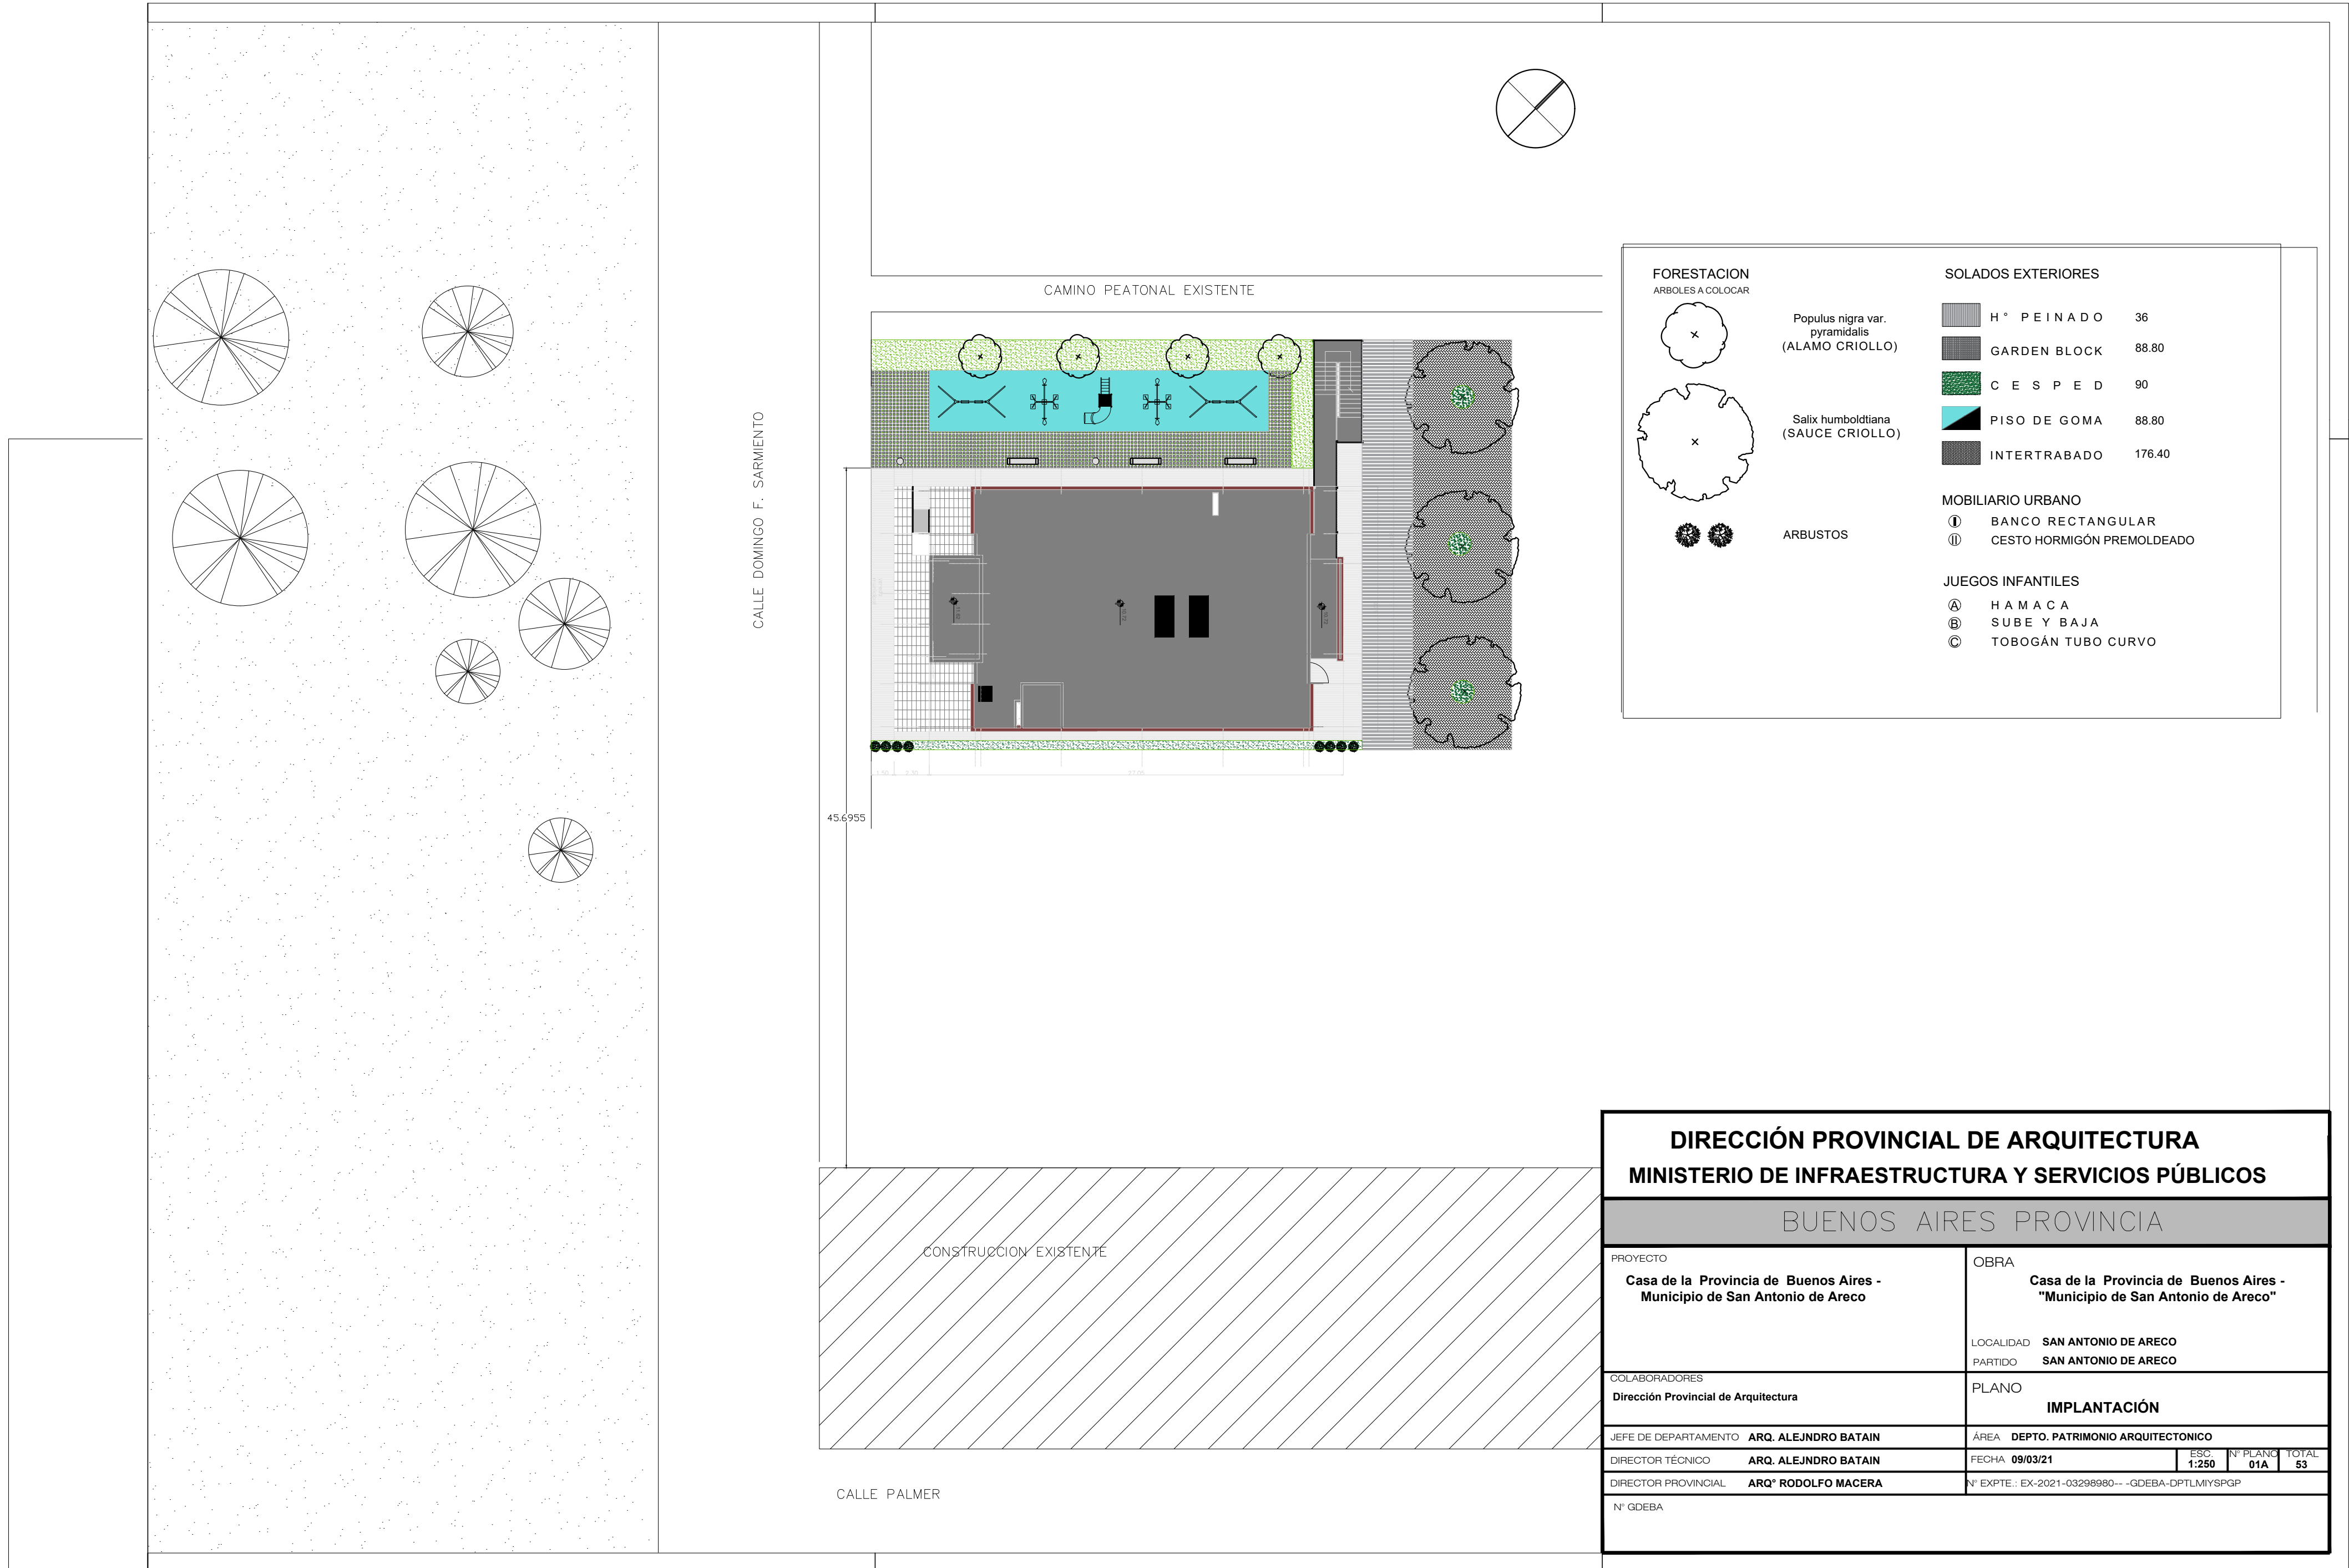 CAMINO PEATONAL EXISTENTE
CALLE DOMINGO F. SARMIENTO
45.6955
CONSTRUCCION EXISTENTE
CALLE PALMER
FORESTACION
ARBOLES A COLOCAR
Populus nigra var.
pyramidalis
(ALAMO CRIOLLO)
Salix humboldtiana
(SAUCE CRIOLLO)
ARBUSTOS
SOLADOS EXTERIORES
H° PEINADO 36
GARDEN BLOCK 88.80
CESPED 90
PISO DE GOMA 88.80
INTERTRABADO 176.40
MOBILIARIO URBANO
I BANCO RECTANGULAR
II CESTO HORMIGÓN PREMOLDEADO
JUEGOS INFANTILES
A HAMACA
B SUBE Y BAJA
C TOBOGÁN TUBO CURVO
DIRECCIÓN PROVINCIAL DE ARQUITECTURA
MINISTERIO DE INFRAESTRUCTURA Y SERVICIOS PÚBLICOS
BUENOS AIRES PROVINCIA
PROYECTO
Casa de la Provincia de Buenos Aires -
Municipio de San Antonio de Areco
OBRA
Casa de la Provincia de Buenos Aires -
"Municipio de San Antonio de Areco"
LOCALIDAD SAN ANTONIO DE ARECO
PARTIDO SAN ANTONIO DE ARECO
COLABORADORES
Dirección Provincial de Arquitectura
PLANO
IMPLANTACIÓN
JEFE DE DEPARTAMENTO ARQ. ALEJNDRO BATAIN
ÁREA DEPTO. PATRIMONIO ARQUITECTONICO
DIRECTOR TÉCNICO ARQ. ALEJNDRO BATAIN
FECHA 09/03/21
ESC. 1:250
N° PLANO 01A
TOTAL 53
DIRECTOR PROVINCIAL ARQ° RODOLFO MACERA
N° EXPTE.: EX-2021-03298980-- -GDEBA-DPTLMIYSPGP
N° GDEBA